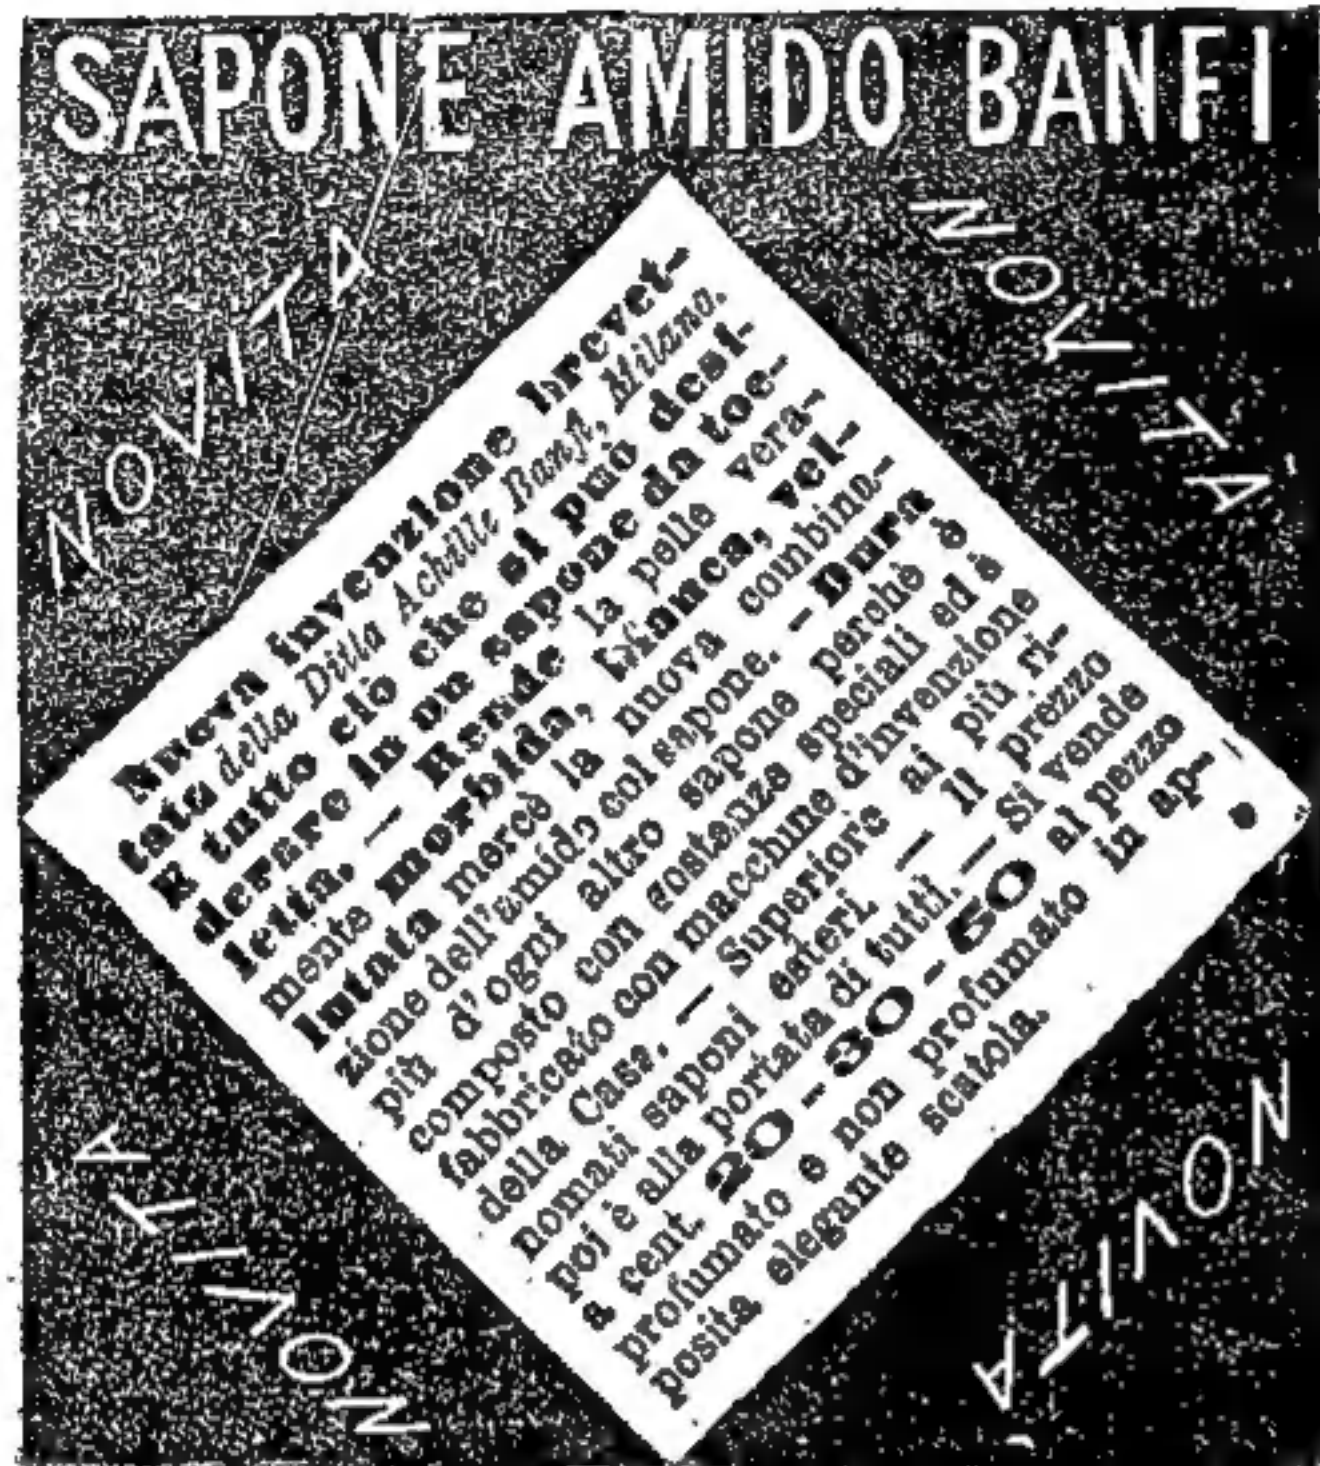 SAPONE AMIDO BANFI
NOVITA
NOVITA'
Nuova invenzione brevet-
tata della Ditta Achille Banfi, Milano.
È tutto ciò che si può desi-
derare in un sapone da toe-
letta. — Rende la pelle vera-
mente morbida, bianca, vel-
lutata mercè la nuova combina-
zione dell'amido col sapone. — Dura
più d'ogni altro sapone perchè è
composto con sostanze speciali ed è
fabbricato con macchine d'invenzione
della Casa. — Superiore ai più ri-
nomati saponi esteri. — Il prezzo
poi è alla portata di tutti. — Si vende
a cent. 20-30-50 al pezzo
profumato e non profumato in ap-
posita elegante scatola.
NOVITA
NOVITA'